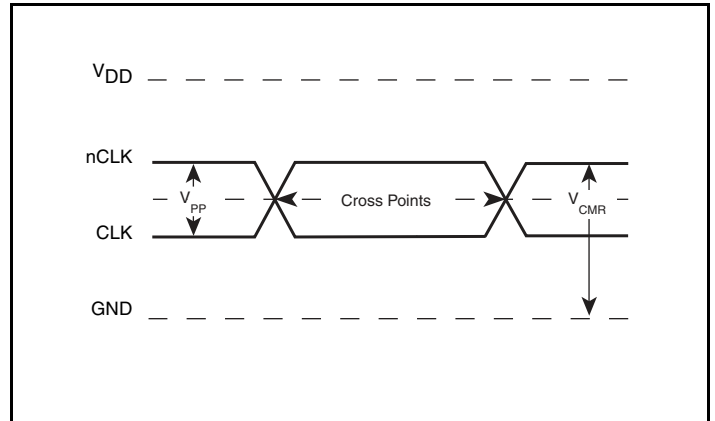 VDD
nCLK
VPP
Cross Points
VCMR
CLK
GND